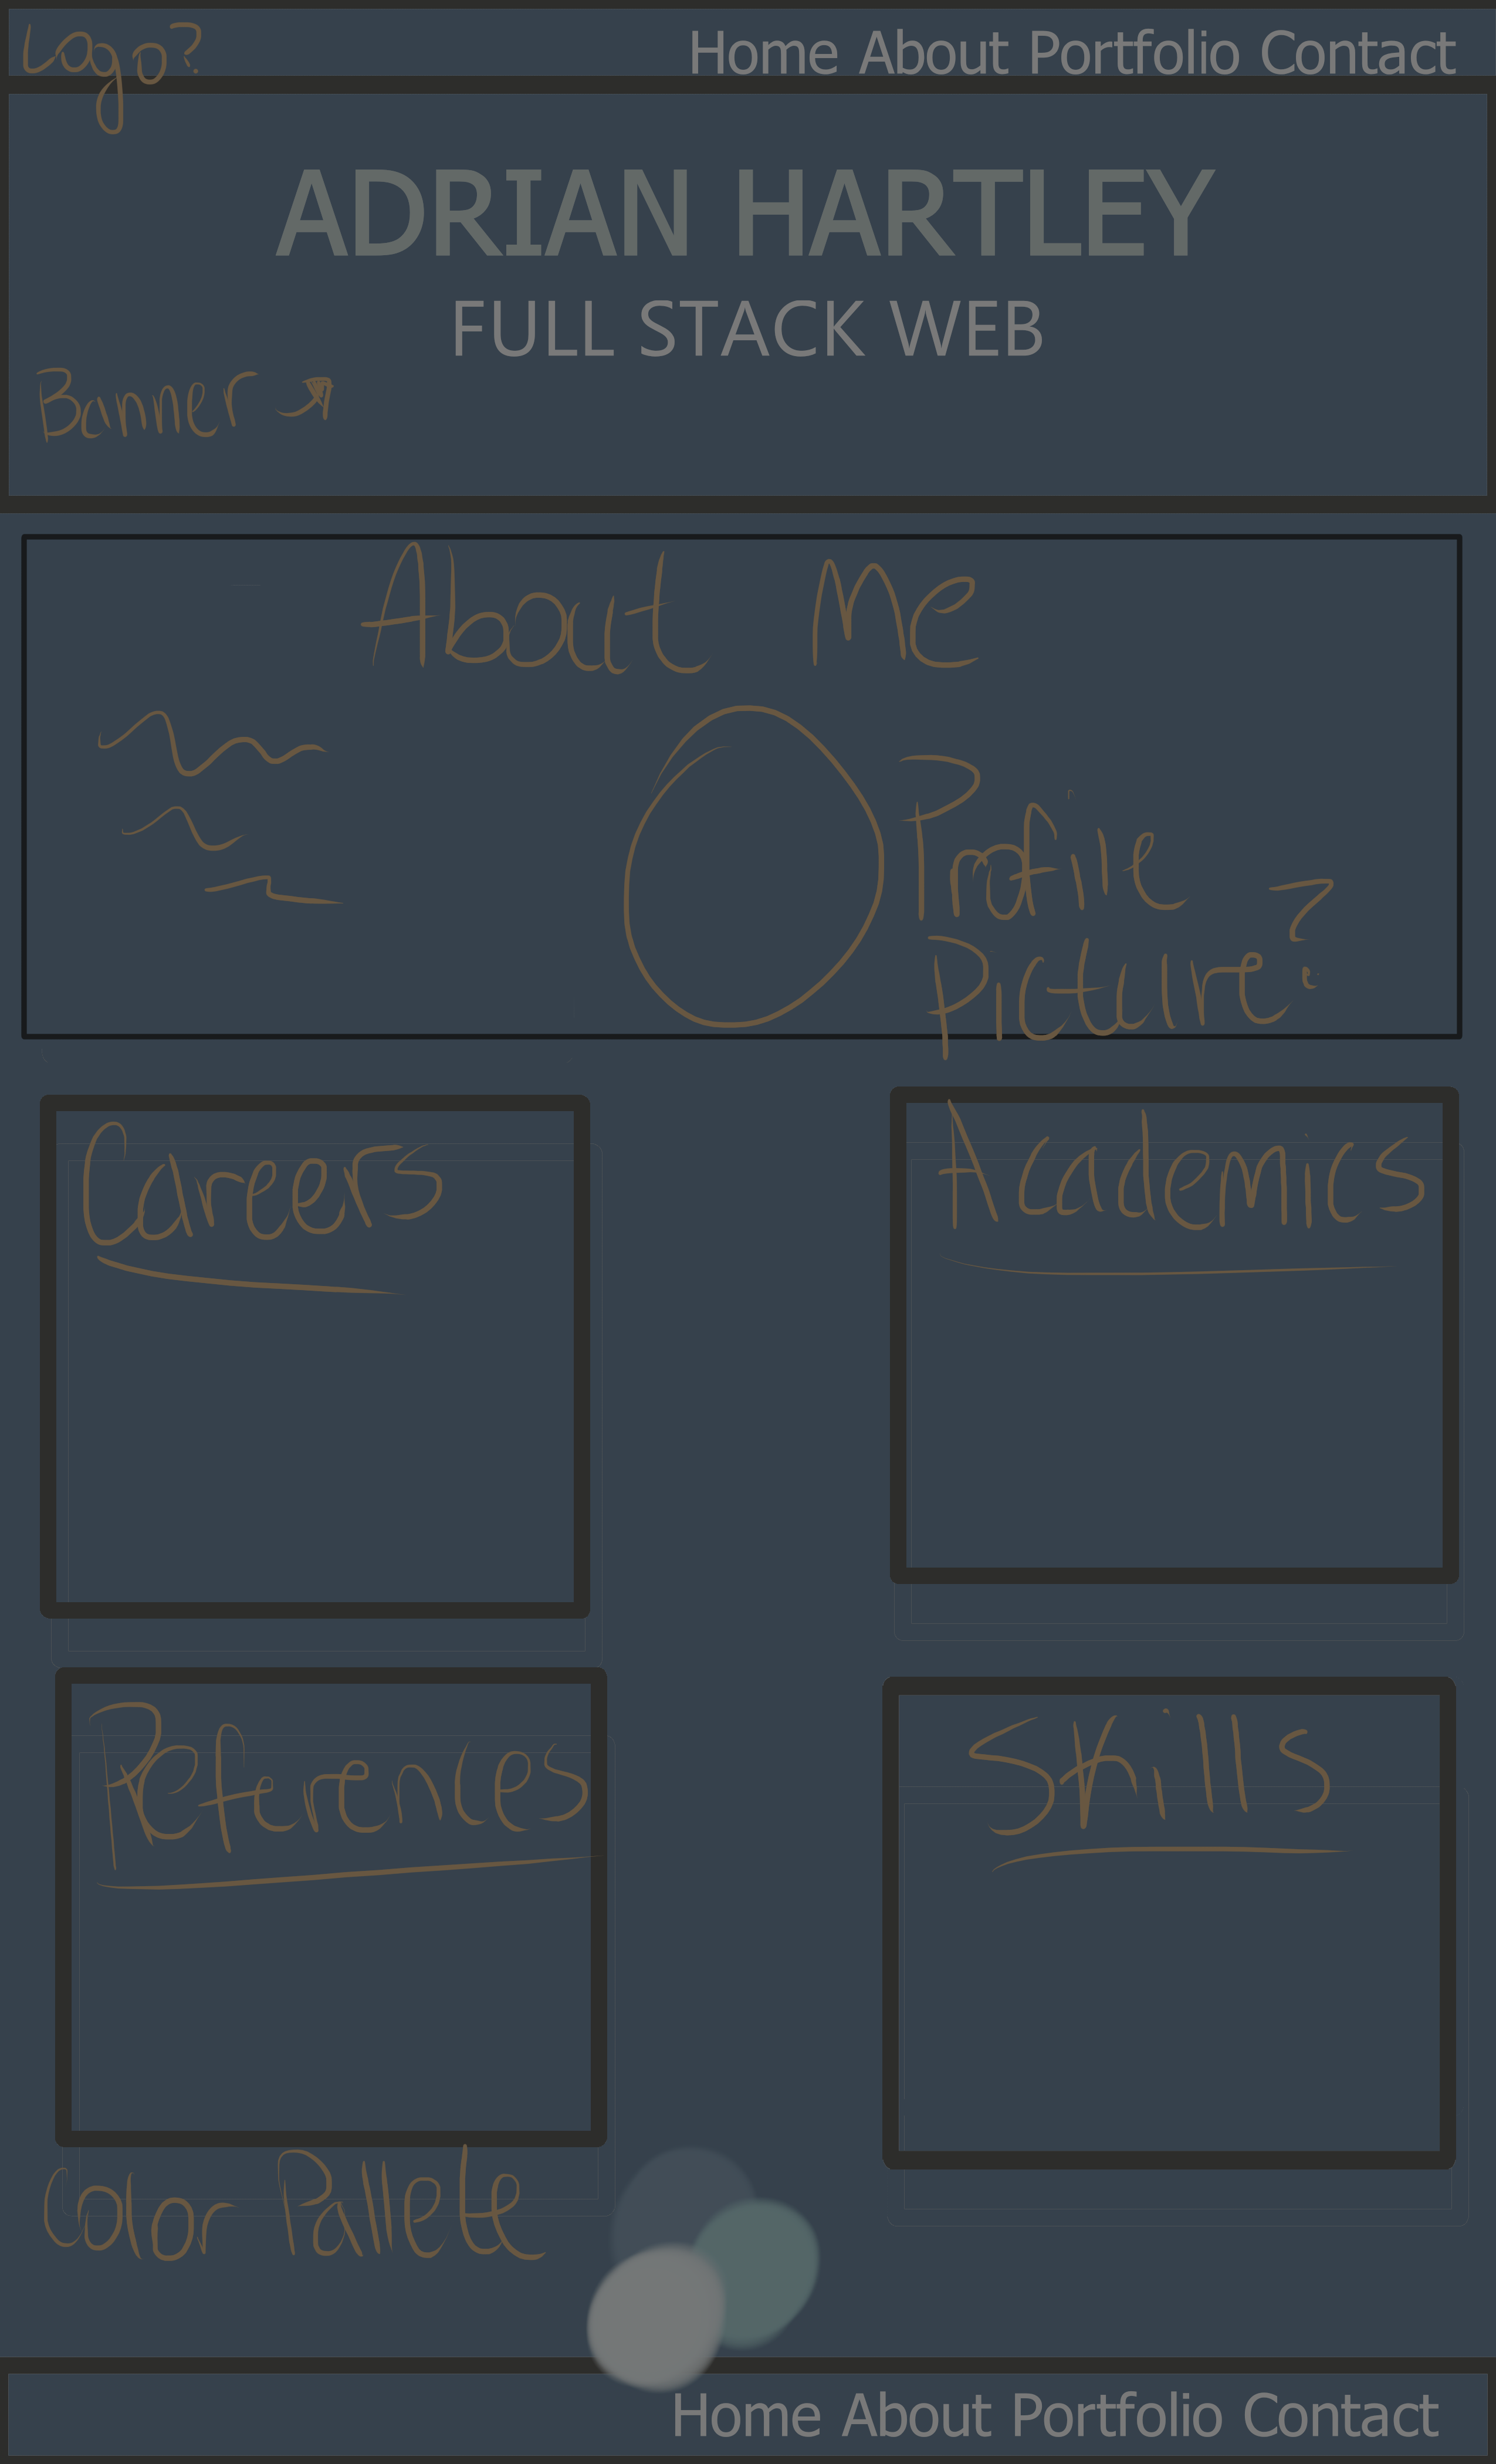 Logo?
Home About Portfolio Contact
ADRIAN HARTLEY
FULL STACK WEB
Banner
About Me
Profile
Picture?
Careers
Academics
References
Skills
Color Pallete
Home About Portfolio Contact